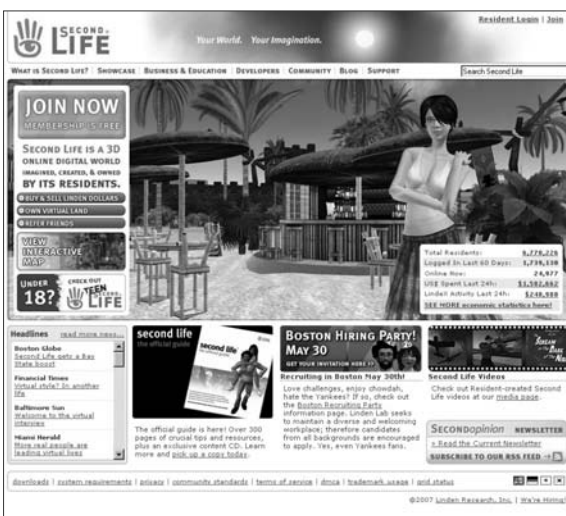 Resident Login | Join
SECOND LIFE
Your World. Your Imagination.
WHAT IS SECOND LIFE? | SHOWCASE | BUSINESS & EDUCATION | DEVELOPERS | COMMUNITY | BLOG | SUPPORT
Search Second Life
JOIN NOW
MEMBERSHIP IS FREE
SECOND LIFE IS A 3D
ONLINE DIGITAL WORLD
IMAGINED, CREATED, & OWNED
BY ITS RESIDENTS.
BUY & SELL LINDEN DOLLARS
OWN VIRTUAL LAND
REFER FRIENDS
VIEW
INTERACTIVE
MAP
UNDER
18?
CHECK OUT
TEEN
SECOND
LIFE
Total Residents:
Logged In Last 60 Days: 1,739,530
Online Now: 24,977
US$ Spent Last 24h: $1,582,662
LindeX Activity Last 24h: $240,980
SEE MORE economic statistics here!
Headlines read more news...
Boston Globe
Second Life gets a Bay
State boost
Financial Times
Virtual style? In another
life
Baltimore Sun
Welcome to the virtual
interview
Miami Herald
More real people are
leading virtual lives
second life
the official guide
second life
The official guide is here! Over 300
pages of crucial tips and resources,
plus an exclusive content CD. Learn
more and pick up a copy today.
BOSTON HIRING PARTY!
MAY 30
GET YOUR INVITATION HERE
Recruiting in Boston May 30th!
Love challenges, enjoy chowdah,
hate the Yankees? If so, check out
the Boston Recruiting Party
information page. Linden Lab seeks
to maintain a diverse and welcoming
workplace; therefore candidates
from all backgrounds are encouraged
to apply. Yes, even Yankees fans.
Second Life Videos
Check out Resident-created Second
Life videos at our media page.
SECONDopinion NEWSLETTER
Read the Current Newsletter
SUBSCRIBE TO OUR RSS FEED
downloads | system requirements | privacy | community standards | terms of service | dmca | trademark usage | grid status
©2007 Linden Research, Inc. | We're Hiring!